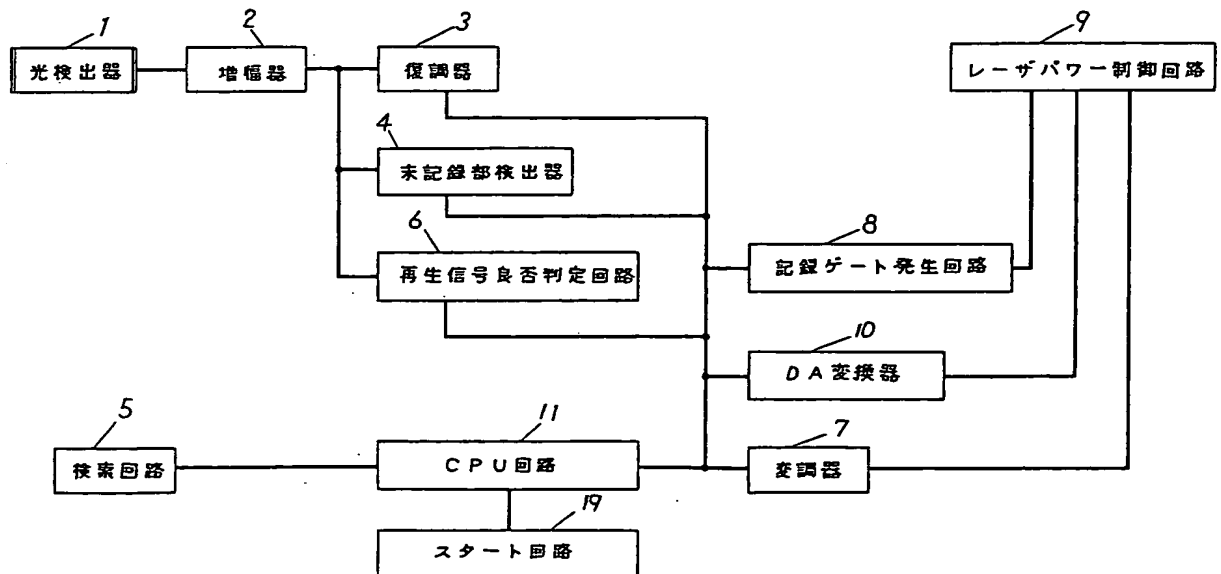 1
光検出器
2
増幅器
3
復調器
4
未記録部検出器
6
再生信号良否判定回路
9
レーザパワー制御回路
8
記録ゲート発生回路
10
DA変換器
7
変調器
5
検索回路
11
CPU回路
19
スタート回路